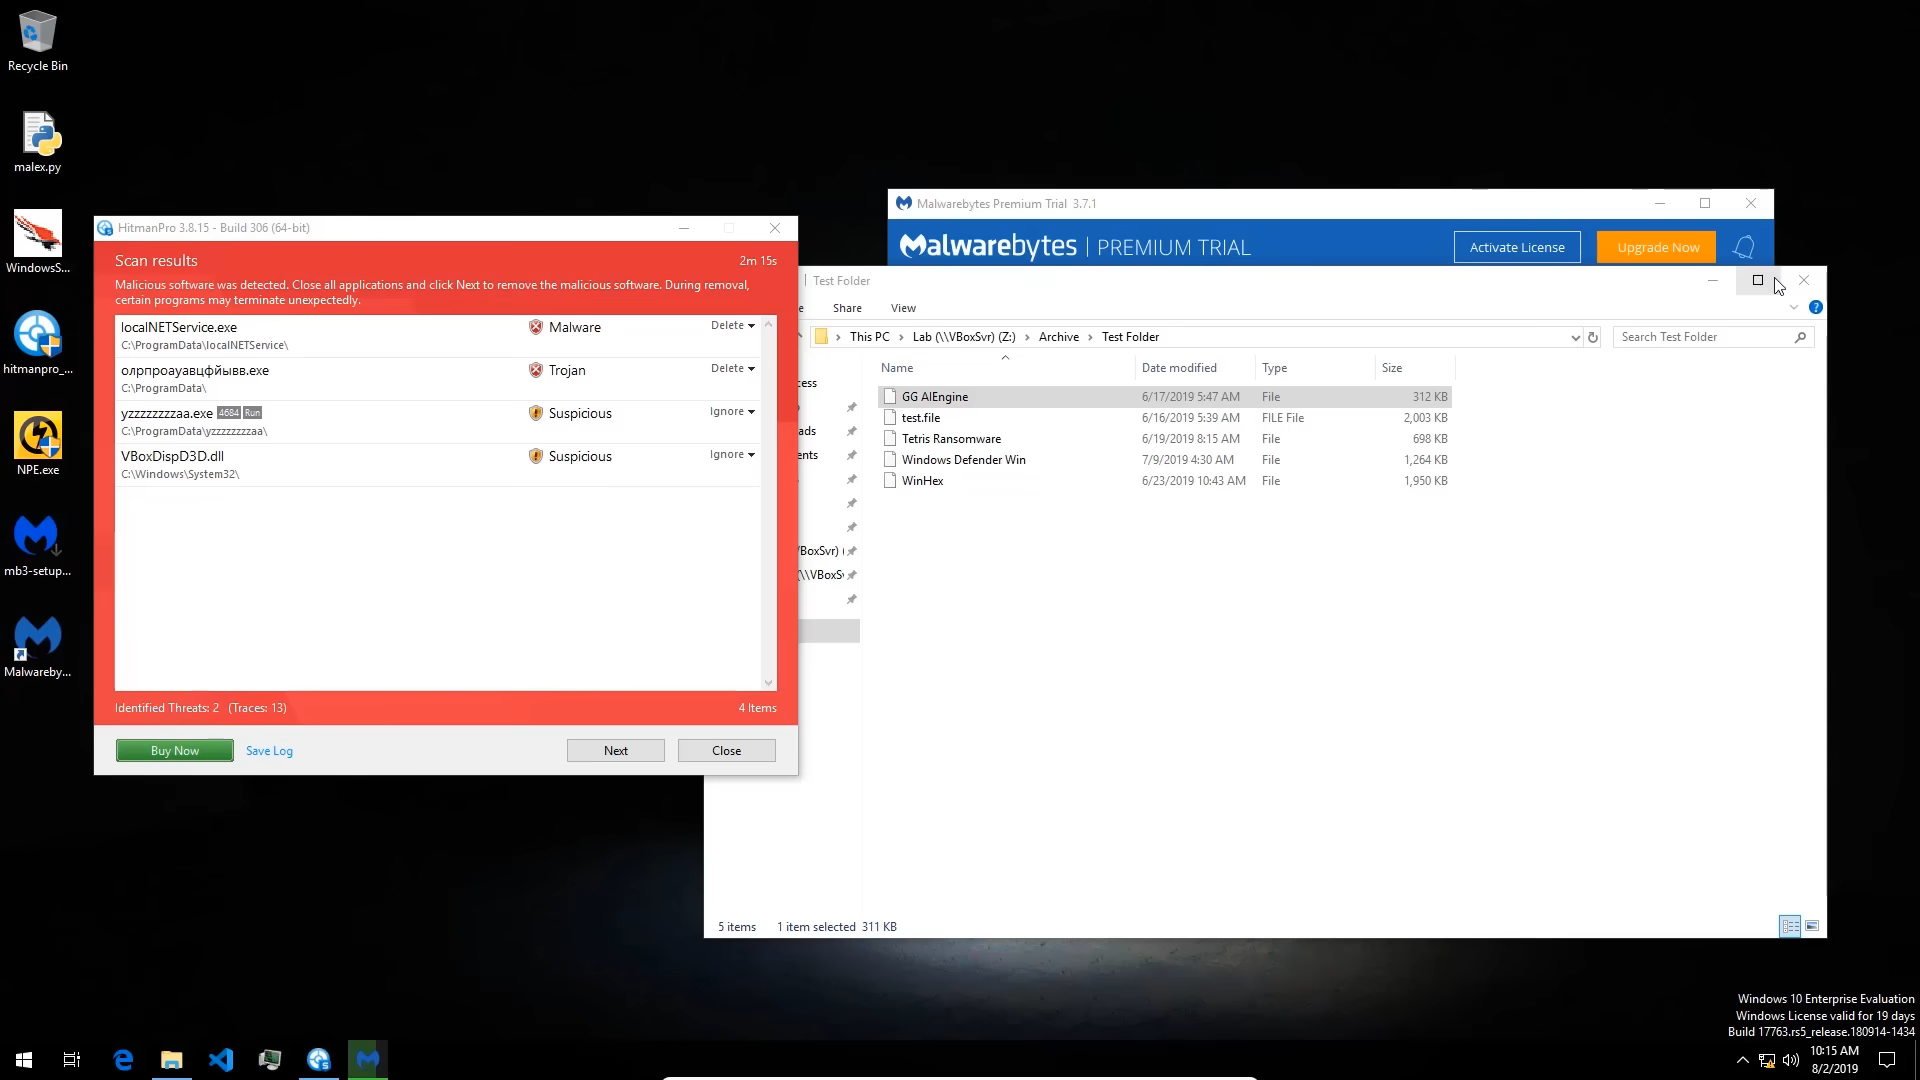 Recycle Bin
malex.py
WindowsS...
hitmanpro_...
NPE.exe
mb3-setup...
Malwareby...
HitmanPro 3.8.15 - Build 306 (64-bit)
Scan results
2m 15s
Malicious software was detected. Close all applications and click Next to remove the malicious software. During removal,
certain programs may terminate unexpectedly.
localNETService.exe
Malware
Delete
C:\ProgramData\localNETService\
олрпроауавцфйывв.exe
Trojan
Delete
C:\ProgramData\
yzzzzzzzzaa.exe 4684 Run
Suspicious
Ignore
C:\ProgramData\yzzzzzzzzaa\
VBoxDispD3D.dll
Suspicious
Ignore
C:\Windows\System32\
Identified Threats: 2 (Traces: 13)
4 Items
Buy Now
Save Log
Next
Close
Malwarebytes Premium Trial 3.7.1
Malwarebytes | PREMIUM TRIAL
Activate License
Upgrade Now
Test Folder
Share
View
This PC > Lab (\\VBoxSvr) (Z:) > Archive > Test Folder
Search Test Folder
Name
Date modified
Type
Size
GG AIEngine 6/17/2019 5:47 AM File 312 KB
test.file 6/16/2019 5:39 AM FILE File 2,003 KB
Tetris Ransomware 6/19/2019 8:15 AM File 698 KB
Windows Defender Win 7/9/2019 4:30 AM File 1,264 KB
WinHex 6/23/2019 10:43 AM File 1,950 KB
5 items
1 item selected 311 KB
Windows 10 Enterprise Evaluation
Windows License valid for 19 days
Build 17763.rs5_release.180914-1434
10:15 AM
8/2/2019